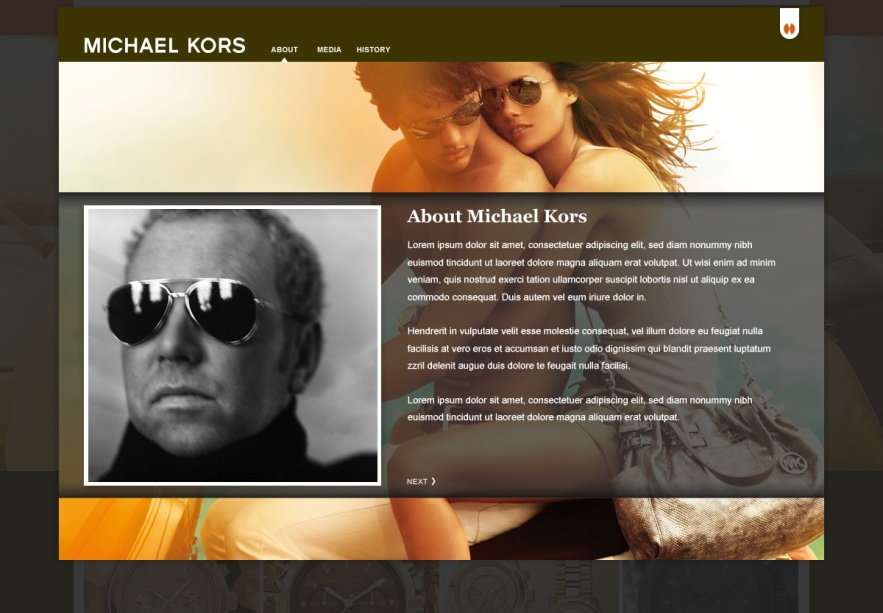 MICHAEL KORS
ABOUT MEDIA HISTORY
About Michael Kors
Lorem ipsum dolor sit amet, consectetuer adipiscing elit, sed diam nonummy nibh
euismod tincidunt ut laoreet dolore magna aliquam erat volutpat. Ut wisi enim ad minim
veniam, quis nostrud exerci tation ullamcorper suscipit lobortis nisl ut aliquip ex ea
commodo consequat. Duis autem vel eum iriure dolor in.
Hendrerit in vulputate velit esse molestie consequat, vel illum dolore eu feugiat nulla
facilisis at vero eros et accumsan et iusto odio dignissim qui blandit praesent luptatum
zzril delenit augue duis dolore te feugait nulla facilisi.
Lorem ipsum dolor sit amet, consectetuer adipiscing elit, sed diam nonummy nibh
euismod tincidunt ut laoreet dolore magna aliquam erat volutpat.
MK
NEXT